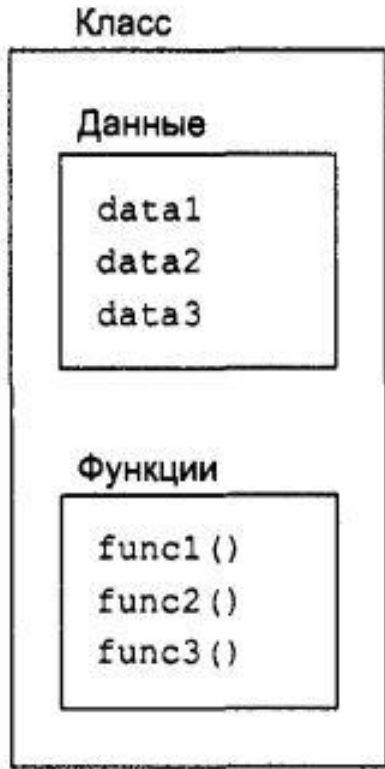 Класс
Данные
data1
data2
data3
Функции
func1()
func2()
func3()